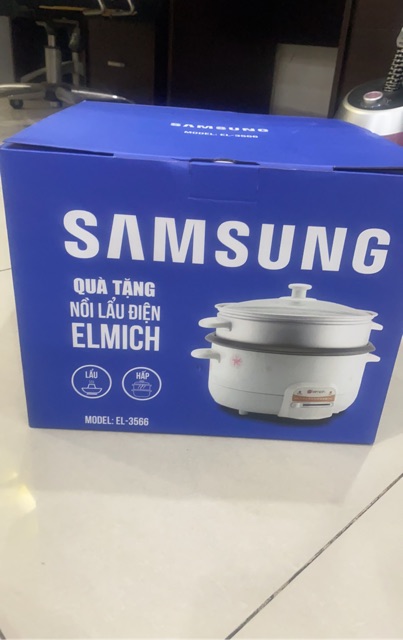 SAMSUNG
MODEL: EL-3566
SAMSUNG
QUÀ TẶNG
NỒI LẨU ĐIỆN
ELMICH
LẨU
HẤP
MODEL: EL-3566